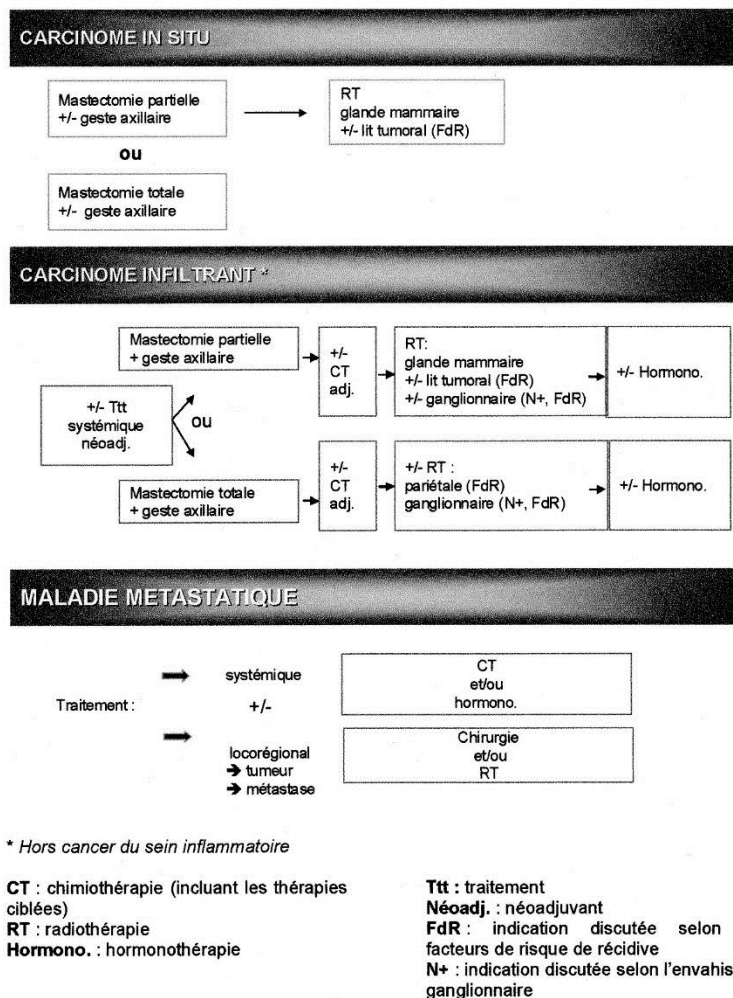 CARCINOME IN SITU
Mastectomie partielle
+/- geste axillaire
ou
Mastectomie totale
+/- geste axillaire
RT
glande mammaire
+/- lit tumoral (FdR)
CARCINOME INFILTRANT *
+/- Ttt
systémique
néoadj.
ou
Mastectomie partielle
+ geste axillaire
+/-
CT
adj.
RT:
glande mammaire
+/- lit tumoral (FdR)
+/- ganglionnaire (N+, FdR)
+/- Hormono.
Mastectomie totale
+ geste axillaire
+/-
CT
adj.
+/- RT :
pariétale (FdR)
ganglionnaire (N+, FdR)
+/- Hormono.
MALADIE METASTATIQUE
Traitement :
systémique
+/-
locorégional
➔ tumeur
➔ métastase
CT
et/ou
hormono.
Chirurgie
et/ou
RT
* Hors cancer du sein inflammatoire
CT : chimiothérapie (incluant les thérapies
ciblées)
RT : radiothérapie
Hormono. : hormonothérapie
Ttt : traitement
Néoadj. : néoadjuvant
FdR : indication discutée selon
facteurs de risque de récidive
N+ : indication discutée selon l'envahis
ganglionnaire